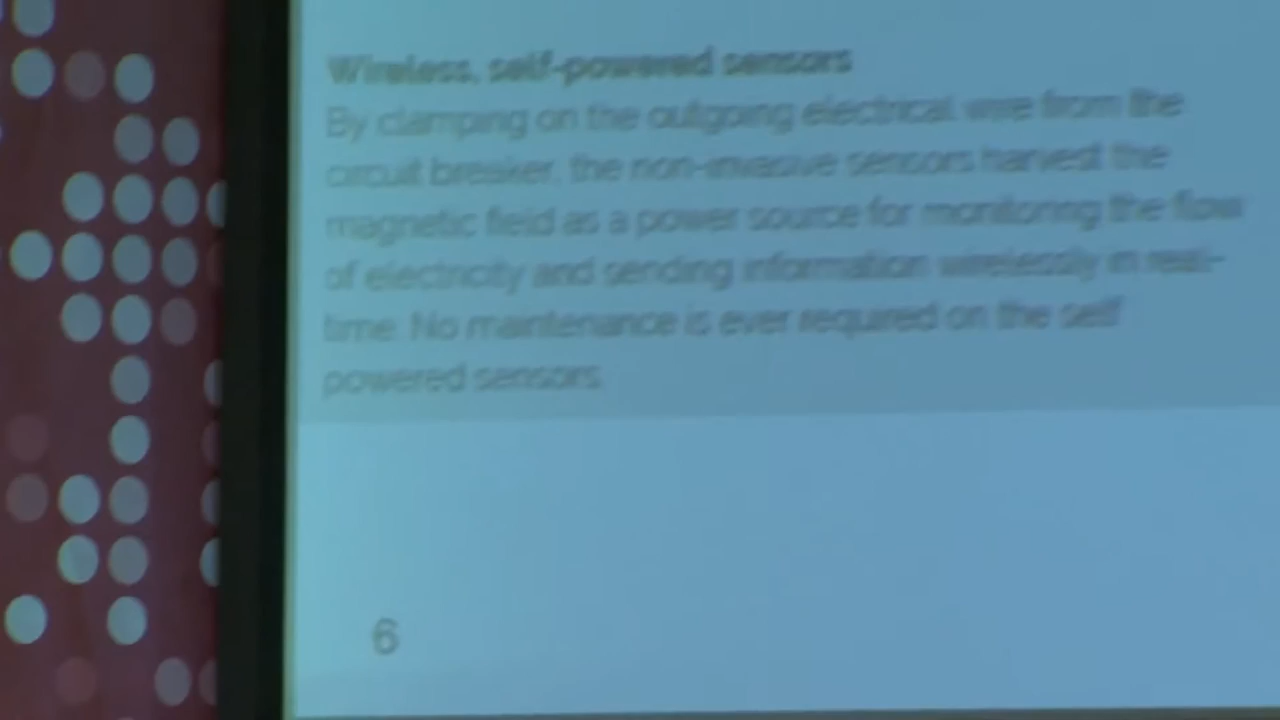 Wireless, self-powered sensors
By clamping on the outgoing electrical wire from the
circuit breaker, the non-invasive sensors harvest the
magnetic field as a power source for monitoring the flow
of electricity and sending information wirelessly in real-
time. No maintenance is ever required on the self
powered sensors.
6